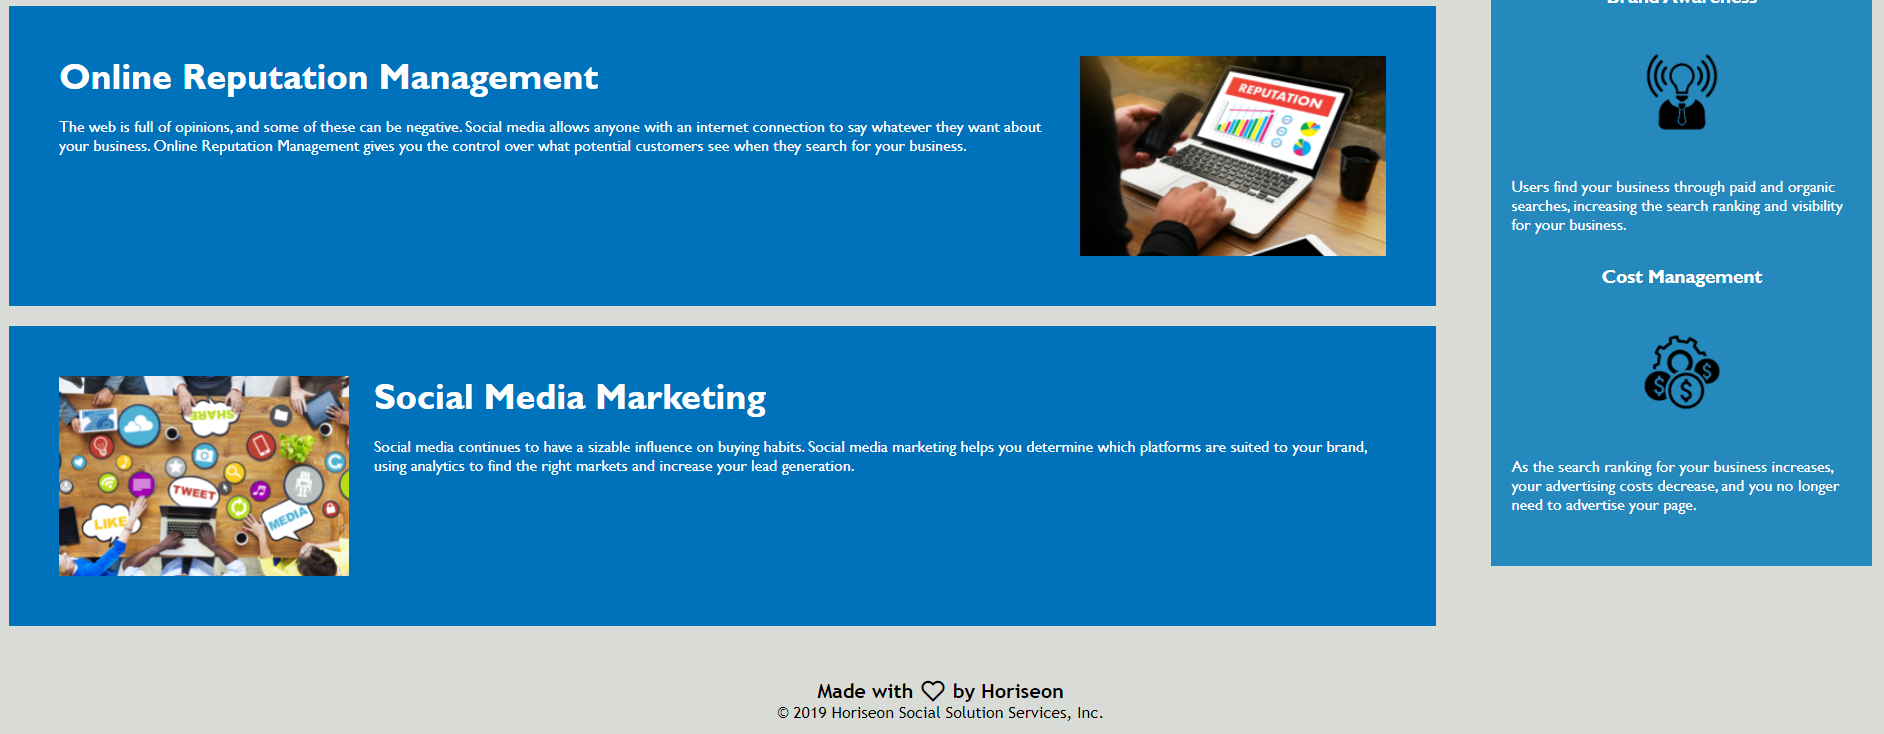 Online Reputation Management
The web is full of opinions, and some of these can be negative. Social media allows anyone with an internet connection to say whatever they want about
your business. Online Reputation Management gives you the control over what potential customers see when they search for your business.
REPUTATION
Social Media Marketing
Social media continues to have a sizable influence on buying habits. Social media marketing helps you determine which platforms are suited to your brand,
using analytics to find the right markets and increase your lead generation.
SHARE
TWEET
LIKE
MEDIA
Brand Awareness
Users find your business through paid and organic
searches, increasing the search ranking and visibility
for your business.
Cost Management
$
$
$
As the search ranking for your business increases,
your advertising costs decrease, and you no longer
need to advertise your page.
Made with ♡ by Horiseon
© 2019 Horiseon Social Solution Services, Inc.